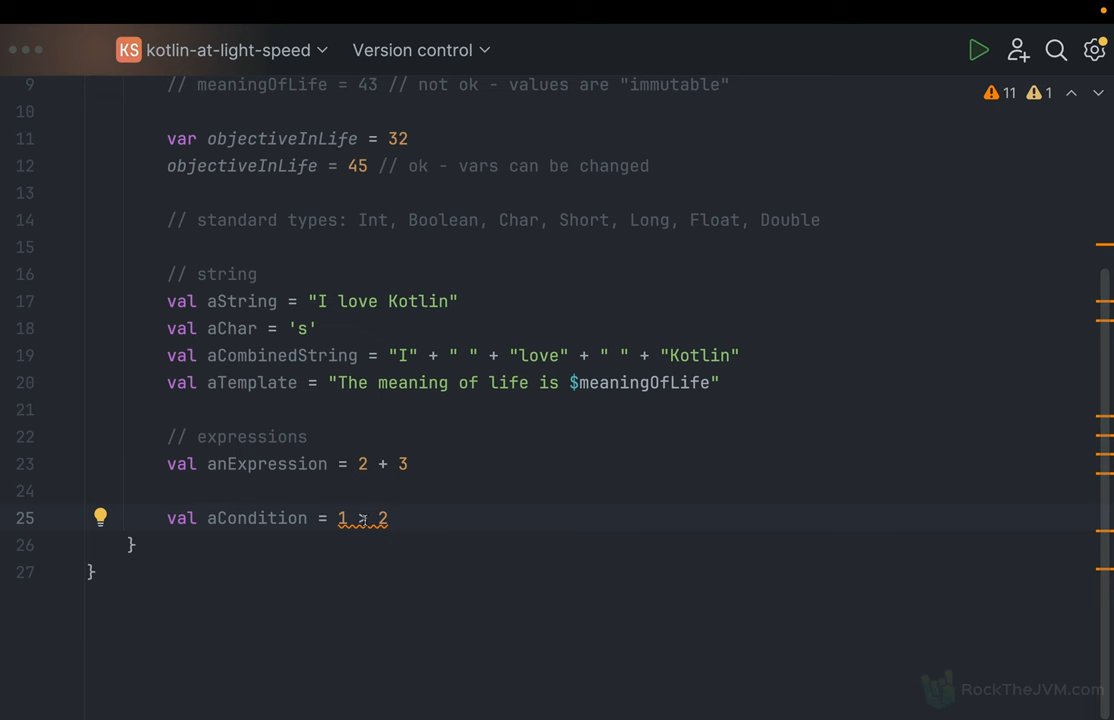 KS kotlin-at-light-speed Version control
9 // meaningOfLife = 43 // not ok - values are "immutable"
11 1
10
11 var objectiveInLife = 32
12 objectiveInLife = 45 // ok - vars can be changed
13
14 // standard types: Int, Boolean, Char, Short, Long, Float, Double
15
16 // string
17 val aString = "I love Kotlin"
18 val aChar = 's'
19 val aCombinedString = "I" + " " + "love" + " " + "Kotlin"
20 val aTemplate = "The meaning of life is $meaningOfLife"
21
22 // expressions
23 val anExpression = 2 + 3
24
25 val aCondition = 1 > 2
26 }
27 }
RockTheJVM.com